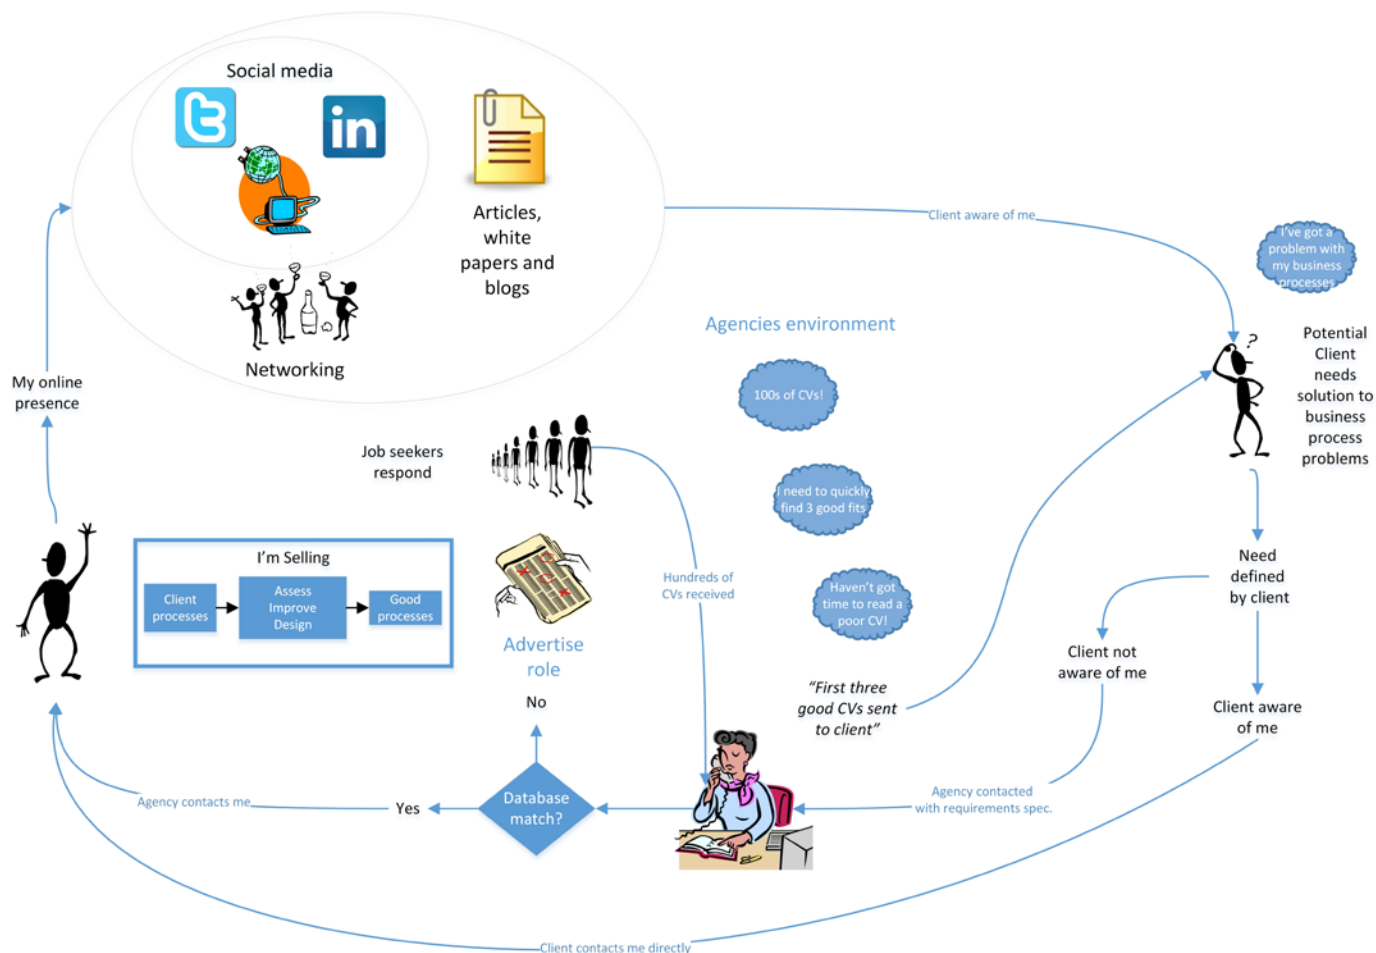 Social media
in
Articles,
white
papers and
blogs
Networking
My online
presence
Client aware of me
I've got a
problem with
my business
processes
?
Potential
Client
needs
solution to
business
process
problems
Agencies environment
100s of CVs!
I need to quickly
find 3 good fits
Haven't got
time to read a
poor CV!
Job seekers
respond
Hundreds of
CVs received
I'm Selling
Client
processes
Assess
Improve
Design
Good
processes
Advertise
role
No
"First three
good CVs sent
to client"
Need
defined
by client
Client not
aware of me
Client aware
of me
Agency contacts me
Yes
Database
match?
Agency contacted
with requirements spec.
Client contacts me directly